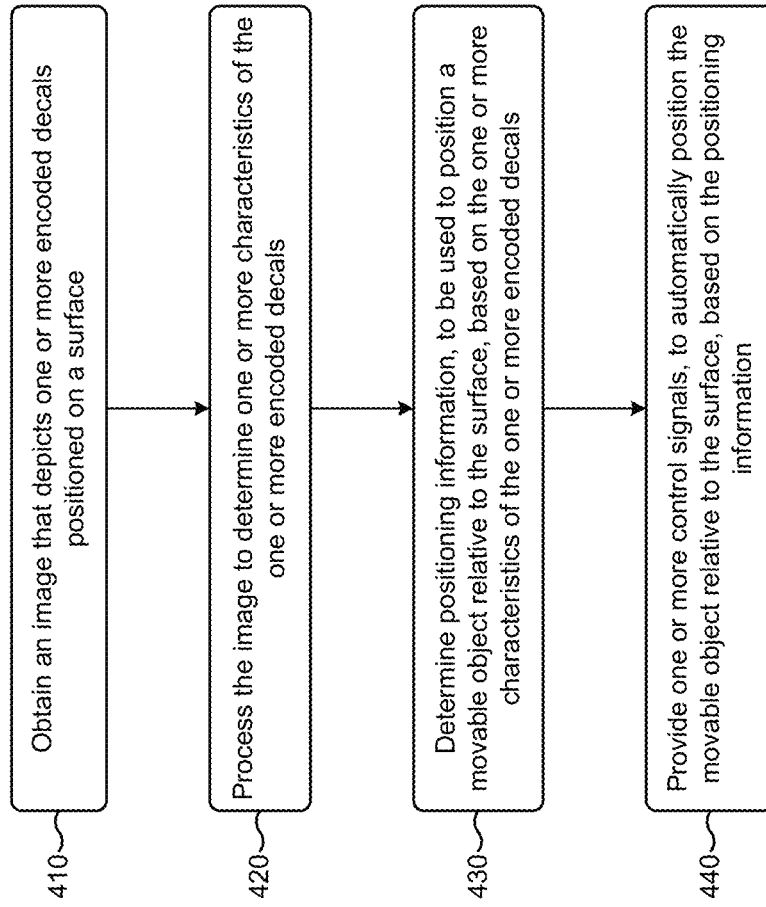 410
Obtain an image that depicts one or more encoded decals
positioned on a surface
420
Process the image to determine one or more characteristics of the
one or more encoded decals
430
Determine positioning information, to be used to position a
movable object relative to the surface, based on the one or more
characteristics of the one or more encoded decals
440
Provide one or more control signals, to automatically position the
movable object relative to the surface, based on the positioning
information